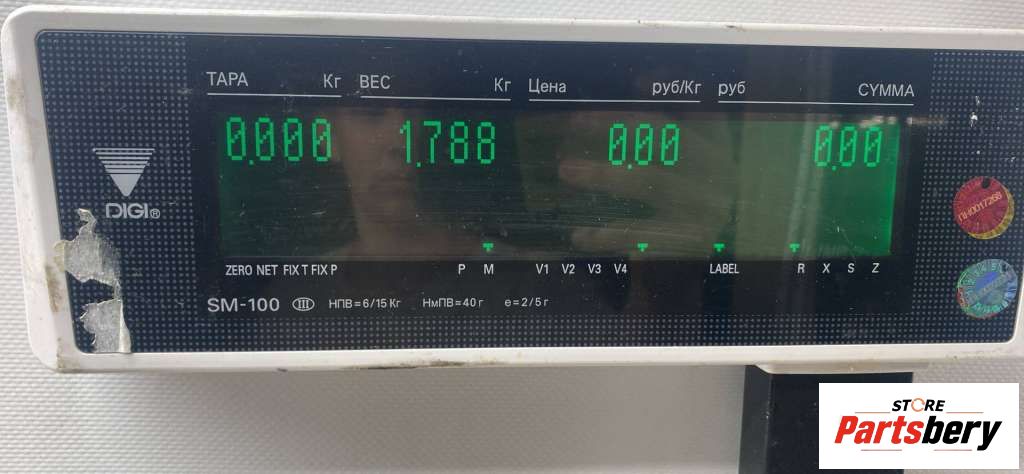 ТАРА Кг ВЕС Кг Цена руб/Кг руб СУММА
0.000 1.788 0.00 0.00
DIGI®
ZERO NET FIX T FIX P P M V1 V2 V3 V4 LABEL R X S Z
SM-100 III НПВ=6/15 Кг НмПВ=40 г e=2/5 г
ПН0017268
STORE
Partsbery